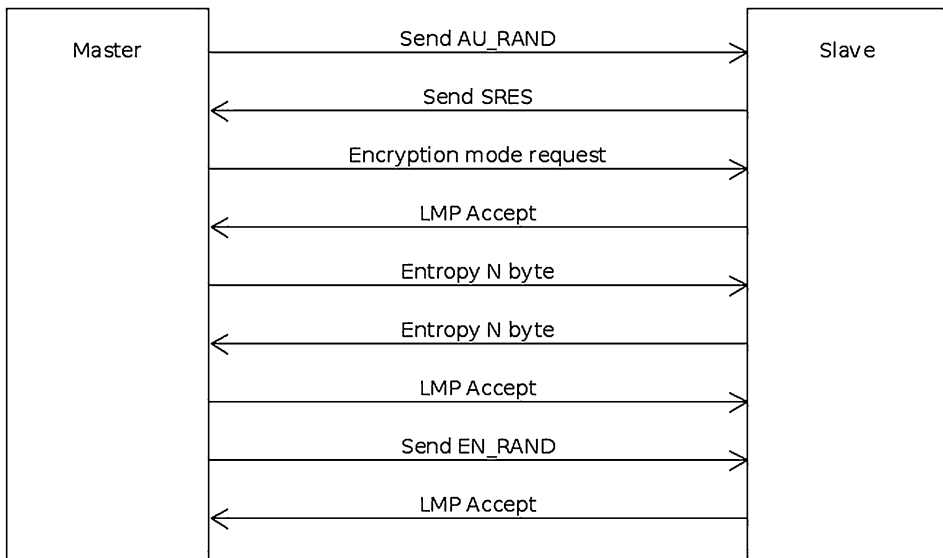 Master
Slave
Send AU_RAND
Send SRES
Encryption mode request
LMP Accept
Entropy N byte
Entropy N byte
LMP Accept
Send EN_RAND
LMP Accept